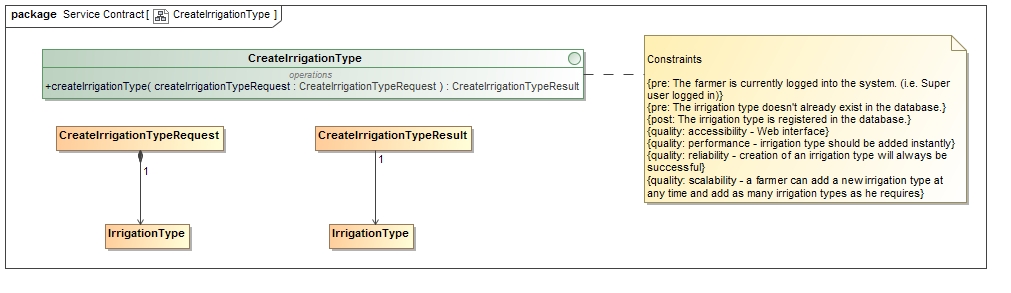 package Service Contract [ CreateIrrigationType ]
CreateIrrigationType
operations
+createIrrigationType( createIrrigationTypeRequest : CreateIrrigationTypeRequest ) : CreateIrrigationTypeResult
Constraints
{pre: The farmer is currently logged into the system. (i.e. Super
user logged in)}
{pre: The irrigation type doesn't already exist in the database.}
{post: The irrigation type is registered in the database.}
{quality: accessibility - Web interface}
{quality: performance - irrigation type should be added instantly}
{quality: reliability - creation of an irrigation type will always be
successful}
{quality: scalability - a farmer can add a new irrigation type at
any time and add as many irrigation types as he requires}
CreateIrrigationTypeRequest
CreateIrrigationTypeResult
1
1
IrrigationType
IrrigationType